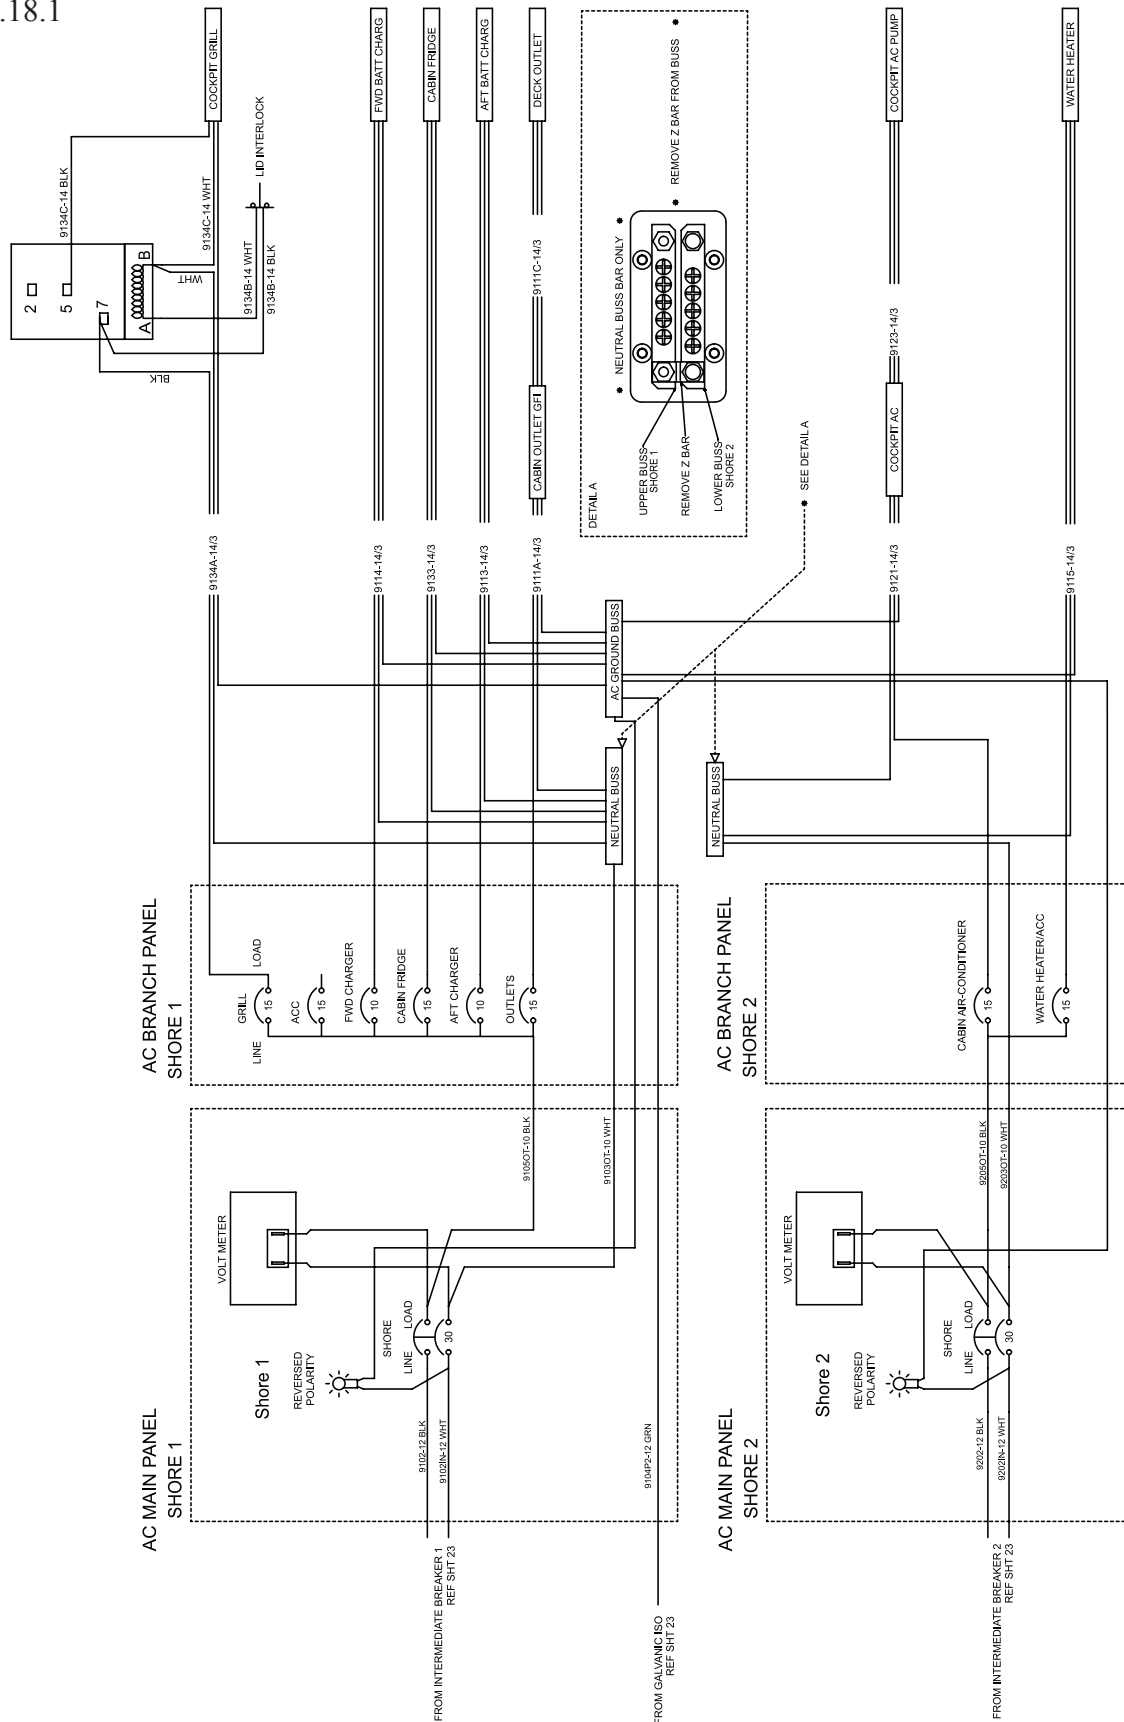 .18.1
COCKPIT GRILL
FWD BATT CHARG
CABIN FRIDGE
AFT BATT CHARG
DECK OUTLET
COCKPIT AC PUMP
WATER HEATER
2
5
7
A
B
BLK
WHT
9134C-14 BLK
9134C-14 WHT
9134B-14 WHT
9134B-14 BLK
LID INTERLOCK
9134A-14/3
9114-14/3
9133-14/3
9113-14/3
9111A-14/3
CABIN OUTLET GFI
9111C-14/3
DETAIL A
UPPER BUSS
SHORE 1
REMOVE Z BAR
LOWER BUSS
SHORE 2
* NEUTRAL BUSS BAR ONLY *
* REMOVE Z BAR FROM BUSS *
* SEE DETAIL A
9121-14/3
COCKPIT AC
9123-14/3
9115-14/3
AC GROUND BUSS
NEUTRAL BUSS
NEUTRAL BUSS
AC BRANCH PANEL
SHORE 1
LINE
LOAD
GRILL
15
ACC
15
FWD CHARGER
10
CABIN FRIDGE
15
AFT CHARGER
10
OUTLETS
15
AC BRANCH PANEL
SHORE 2
CABIN AIR-CONDITIONER
15
WATER HEATER/ACC
15
AC MAIN PANEL
SHORE 1
Shore 1
VOLT METER
REVERSED
POLARITY
SHORE
LINE
LOAD
30
9102-12 BLK
9102IN-12 WHT
9105OT-10 BLK
9103OT-10 WHT
9104P2-12 GRN
FROM INTERMEDIATE BREAKER 1
REF SHT 23
FROM GALVANIC ISO
REF SHT 23
AC MAIN PANEL
SHORE 2
Shore 2
VOLT METER
REVERSED
POLARITY
SHORE
LINE
LOAD
30
9202-12 BLK
9202IN-12 WHT
9205OT-10 BLK
9203OT-10 WHT
FROM INTERMEDIATE BREAKER 2
REF SHT 23